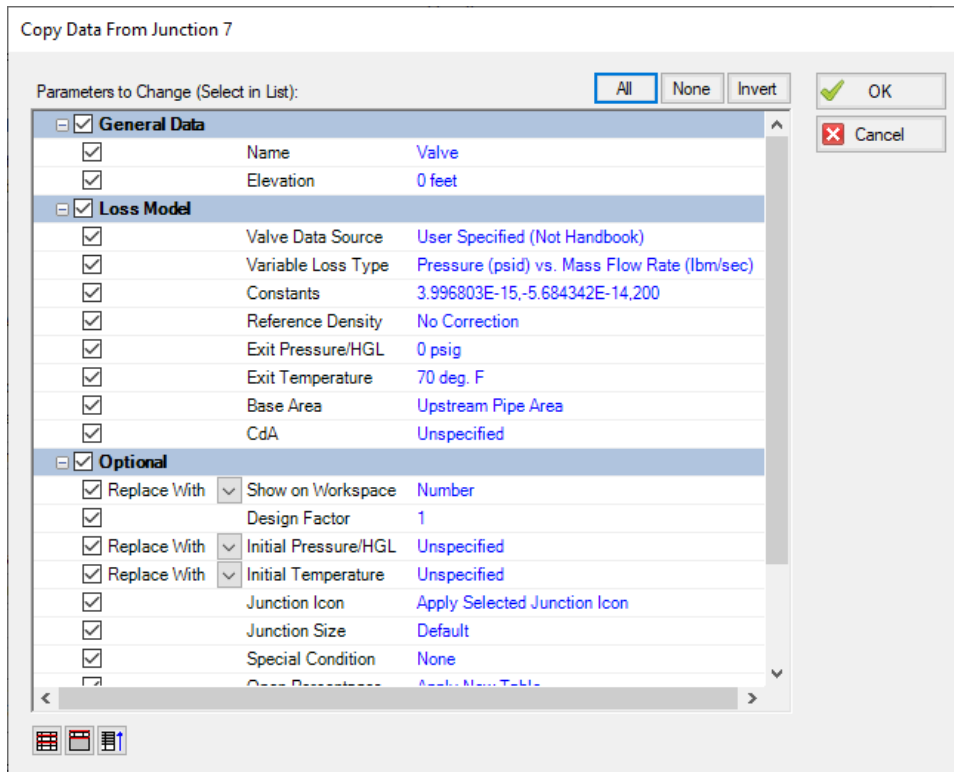 Copy Data From Junction 7
Parameters to Change (Select in List):
All None Invert
OK
Cancel
General Data
Name Valve
Elevation 0 feet
Loss Model
Valve Data Source User Specified (Not Handbook)
Variable Loss Type Pressure (psid) vs. Mass Flow Rate (lbm/sec)
Constants 3.996803E-15,-5.684342E-14,200
Reference Density No Correction
Exit Pressure/HGL 0 psig
Exit Temperature 70 deg. F
Base Area Upstream Pipe Area
CdA Unspecified
Optional
Replace With Show on Workspace Number
Design Factor 1
Replace With Initial Pressure/HGL Unspecified
Replace With Initial Temperature Unspecified
Junction Icon Apply Selected Junction Icon
Junction Size Default
Special Condition None
Open Percentages Apply New Table